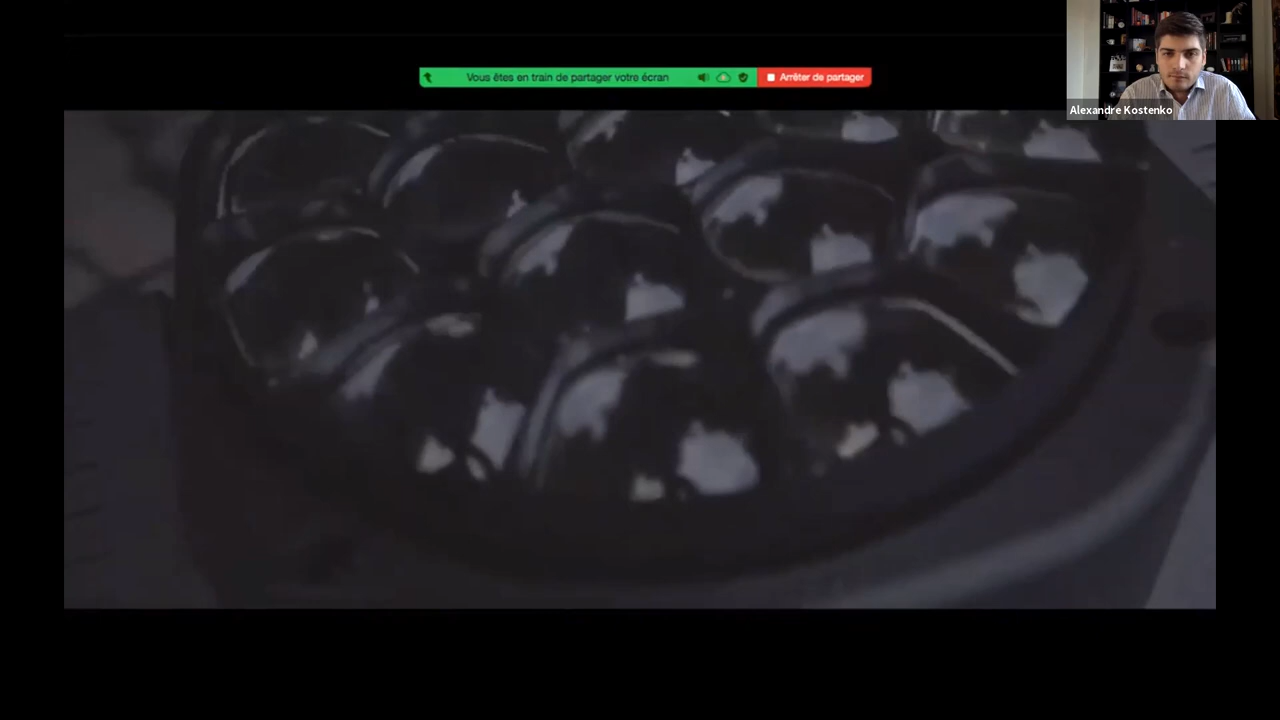 Vous êtes en train de partager votre écran
Arrêter de partager
Alexandre Kostenko